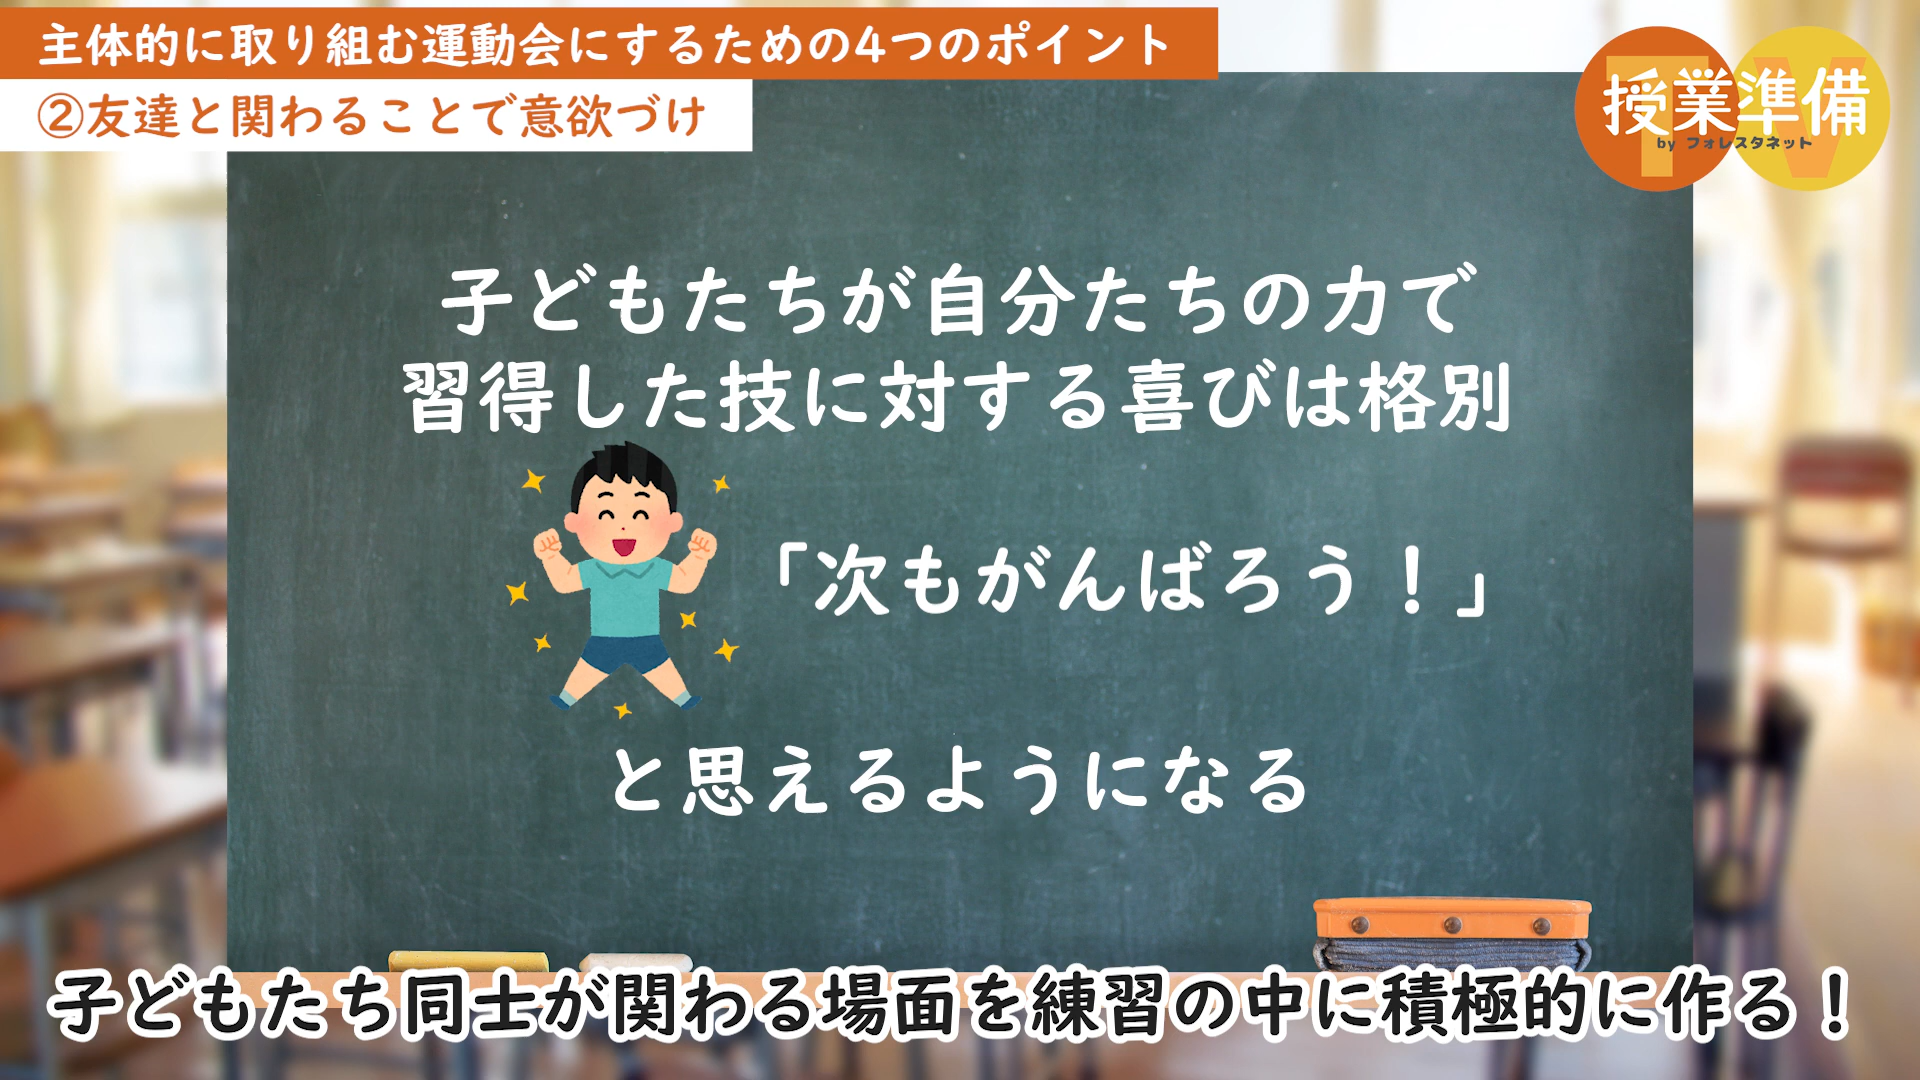 主体的に取り組む運動会にするための4つのポイント
②友達と関わることで意欲づけ
TV
授業準備
by フォレスタネット
子どもたちが自分たちの力で
習得した技に対する喜びは格別
「次もがんばろう！」
と思えるようになる
子どもたち同士が関わる場面を練習の中に積極的に作る！